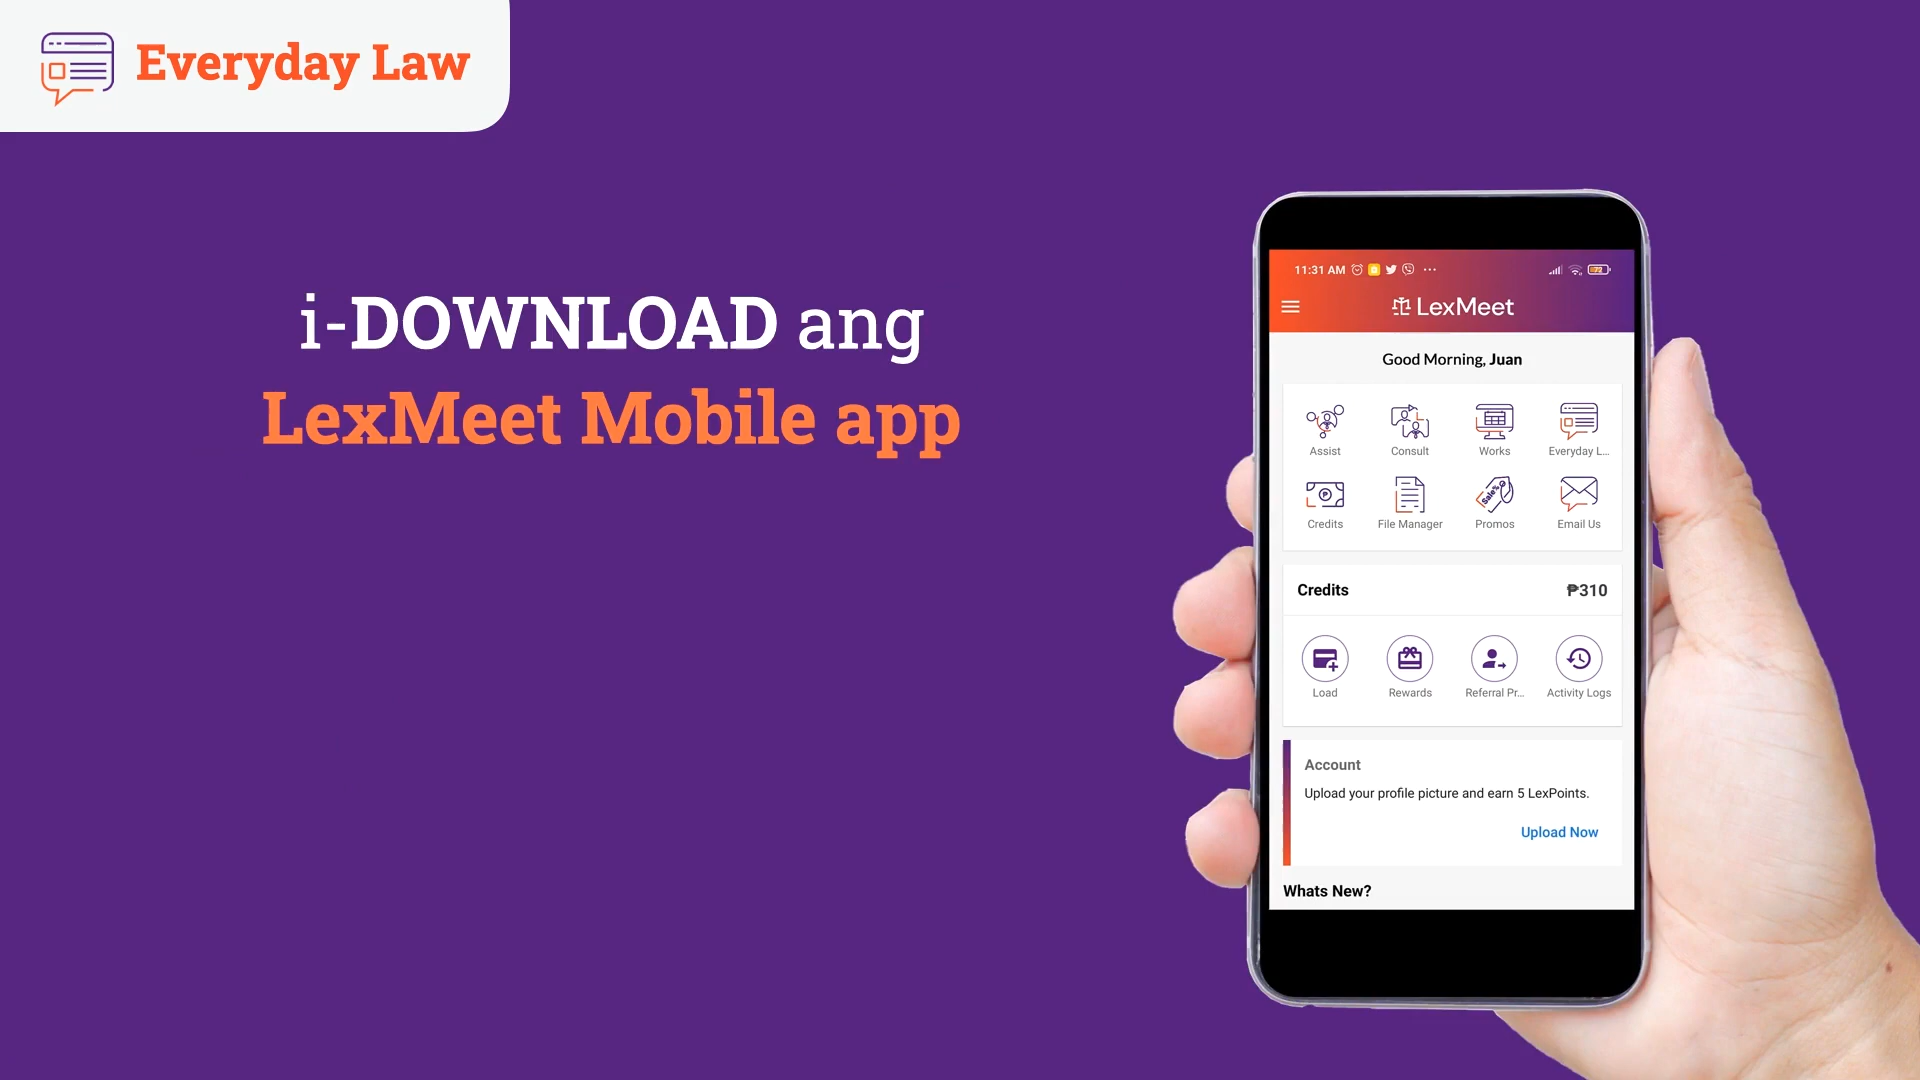 Everyday Law
i-DOWNLOAD ang
LexMeet Mobile app
11:31 AM
72
LexMeet
Good Morning, Juan
Assist Consult Works Everyday L...
Sale%
Credits File Manager Promos Email Us
Credits ₱310
Load Rewards Referral Pr... Activity Logs
Account
Upload your profile picture and earn 5 LexPoints.
Upload Now
Whats New?